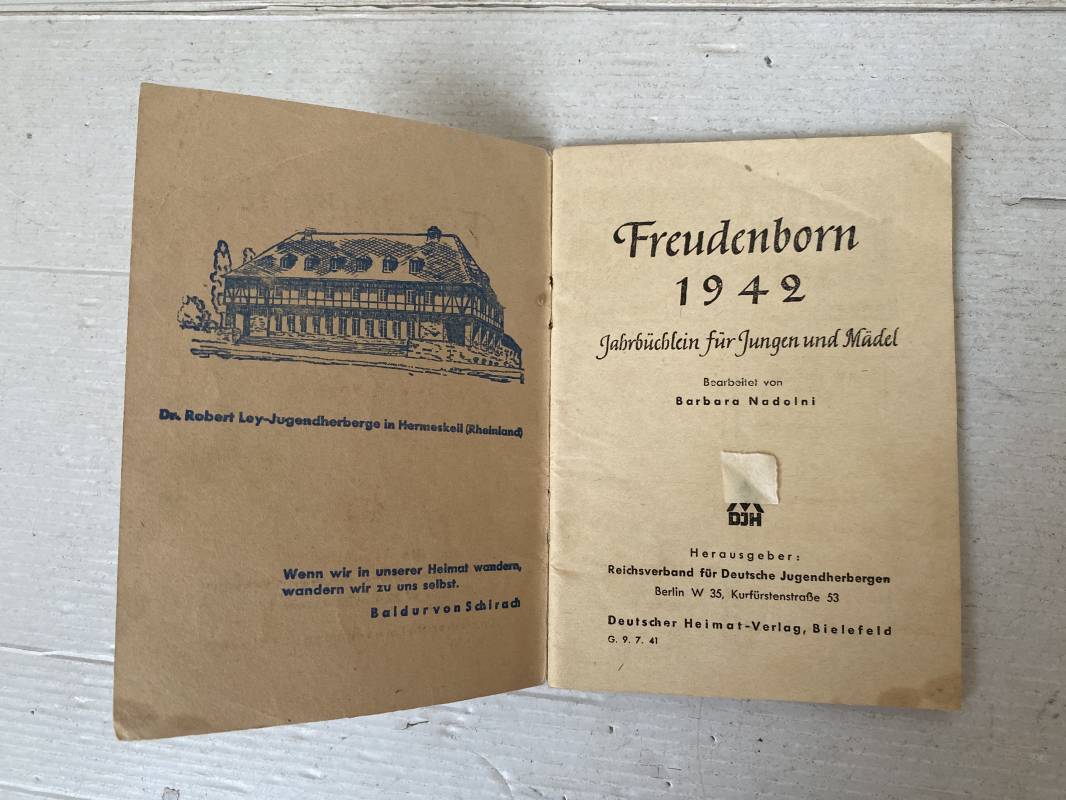 Dr. Robert Ley-Jugendherberge in Hermeskeil (Rheinland)
Wenn wir in unserer Heimat wandern,
wandern wir zu uns selbst.
Baldur von Schirach
Freudenborn
1942
Jahrbüchlein für Jungen und Mädel
Bearbeitet von
Barbara Nadolni
DJH
Herausgeber:
Reichsverband für Deutsche Jugendherbergen
Berlin W 35, Kurfürstenstraße 53
Deutscher Heimat-Verlag, Bielefeld
G. 9. 7. 41